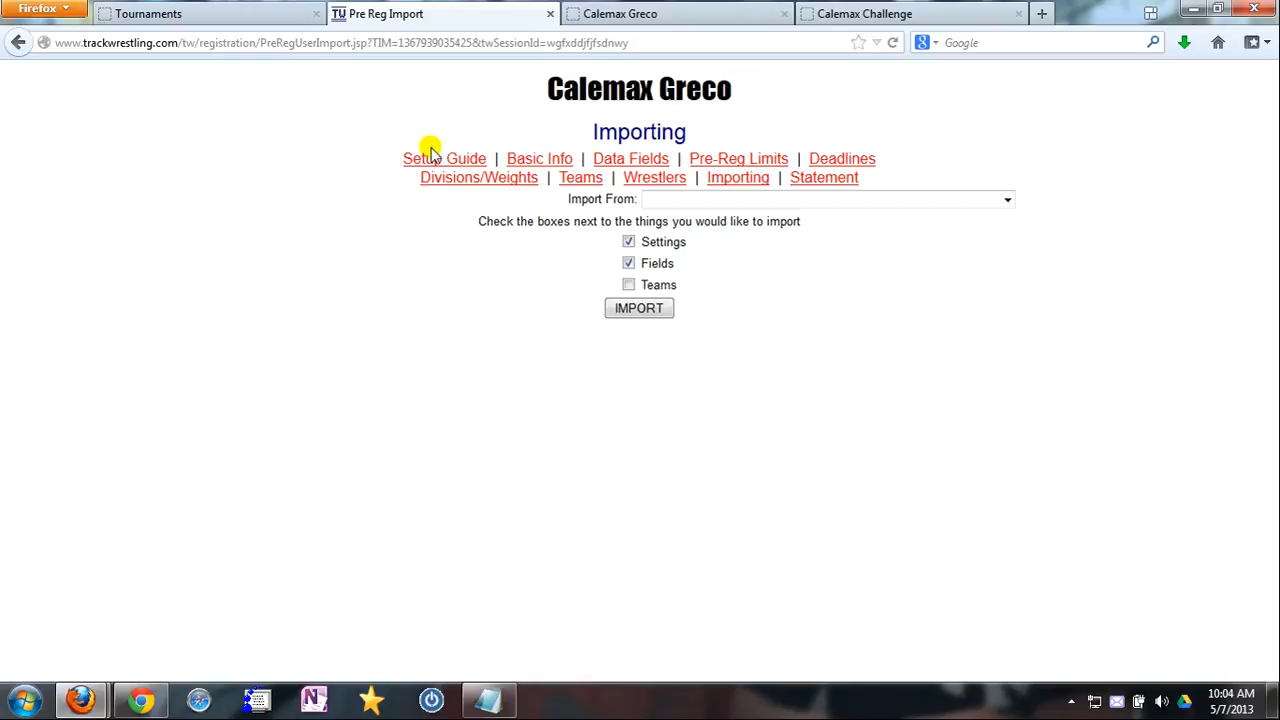 Firefox
Tournaments
TU Pre Reg Import
Calemax Greco
Calemax Challenge
www.trackwrestling.com/tw/registration/PreRegUserImport.jsp?TIM=1367939035425&twSessionId=wgfxddjfjfsdnwy
Google
Calemax Greco
Importing
Setup Guide | Basic Info | Data Fields | Pre-Reg Limits | Deadlines
Divisions/Weights | Teams | Wrestlers | Importing | Statement
Import From:
Check the boxes next to the things you would like to import
Settings
Fields
Teams
IMPORT
10:04 AM
5/7/2013